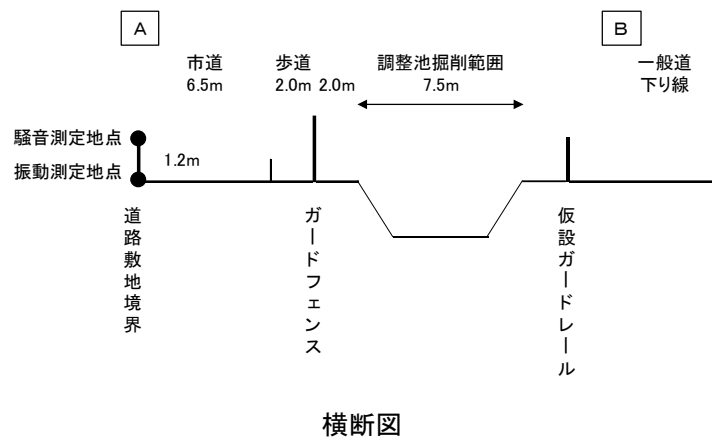 A
B
市道
6.5m
歩道
2.0m 2.0m
調整池掘削範囲
7.5m
一般道
下り線
騒音測定地点
1.2m
振動測定地点
道路敷地境界
ガードフェンス
仮設ガードレール
横断図